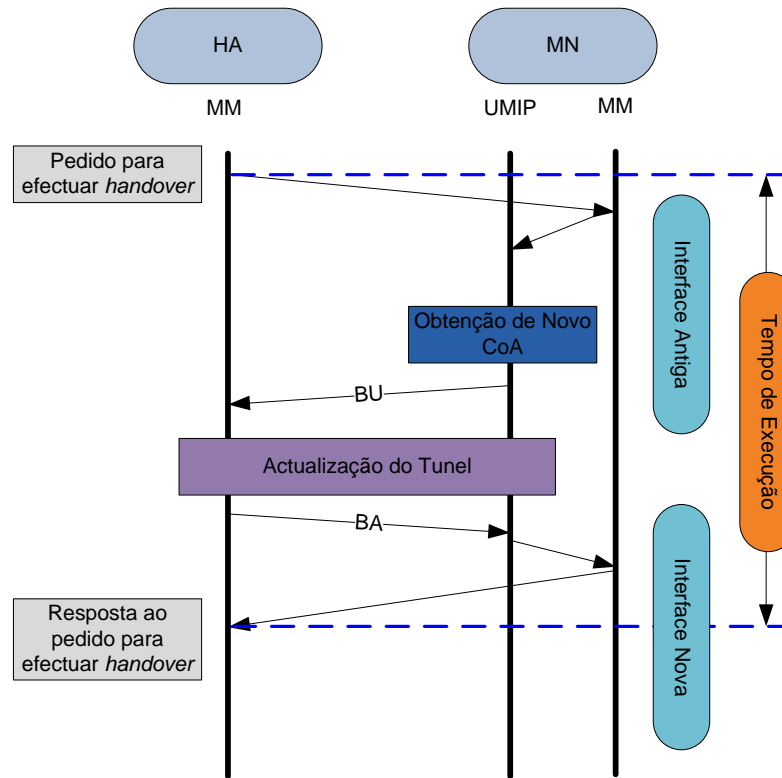 HA
MN
MM
UMIP
MM
Pedido para
efectuar handover
Interface Antiga
Tempo de Execução
Obtenção de Novo
CoA
BU
Actualização do Tunel
BA
Interface Nova
Resposta ao
pedido para
efectuar handover